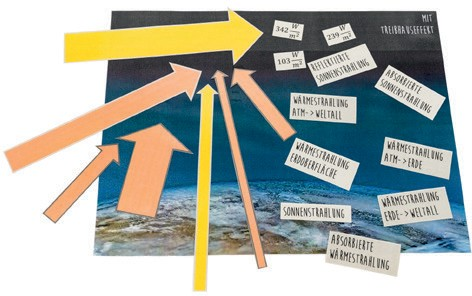 MIT
TREIBHAUSEFFEKT
342 W/m²
239 W/m²
103 W/m²
REFLEKTIERTE
SONNENSTRAHLUNG
ABSORBIERTE
SONNENSTRAHLUNG
WÄRMESTRAHLUNG
ATM-> WELTALL
WÄRMESTRAHLUNG
ERDOBERFLÄCHE
WÄRMESTRAHLUNG
ATM-> ERDE
SONNENSTRAHLUNG
WÄRMESTRAHLUNG
ERDE-> WELTALL
ABSORBIERTE
WÄRMESTRAHLUNG